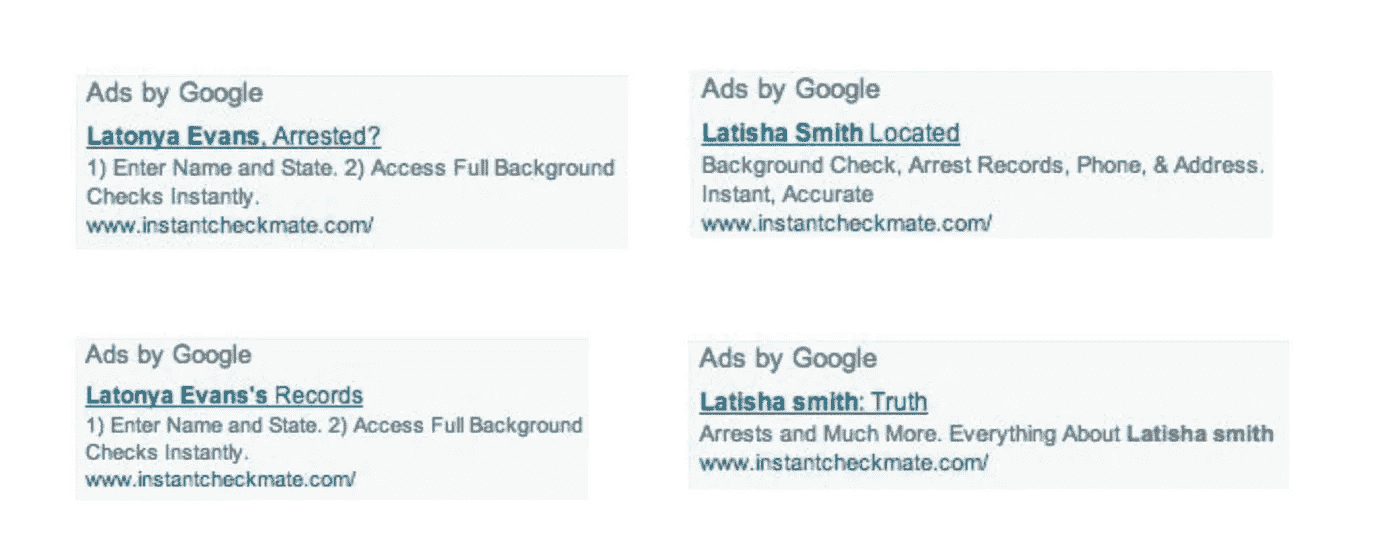 Ads by Google
Latonya Evans, Arrested?
1) Enter Name and State. 2) Access Full Background
Checks Instantly.
www.instantcheckmate.com/
Ads by Google
Latisha Smith Located
Background Check, Arrest Records, Phone, & Address.
Instant, Accurate
www.instantcheckmate.com/
Ads by Google
Latonya Evans's Records
1) Enter Name and State. 2) Access Full Background
Checks Instantly.
www.instantcheckmate.com/
Ads by Google
Latisha smith: Truth
Arrests and Much More. Everything About Latisha smith
www.instantcheckmate.com/